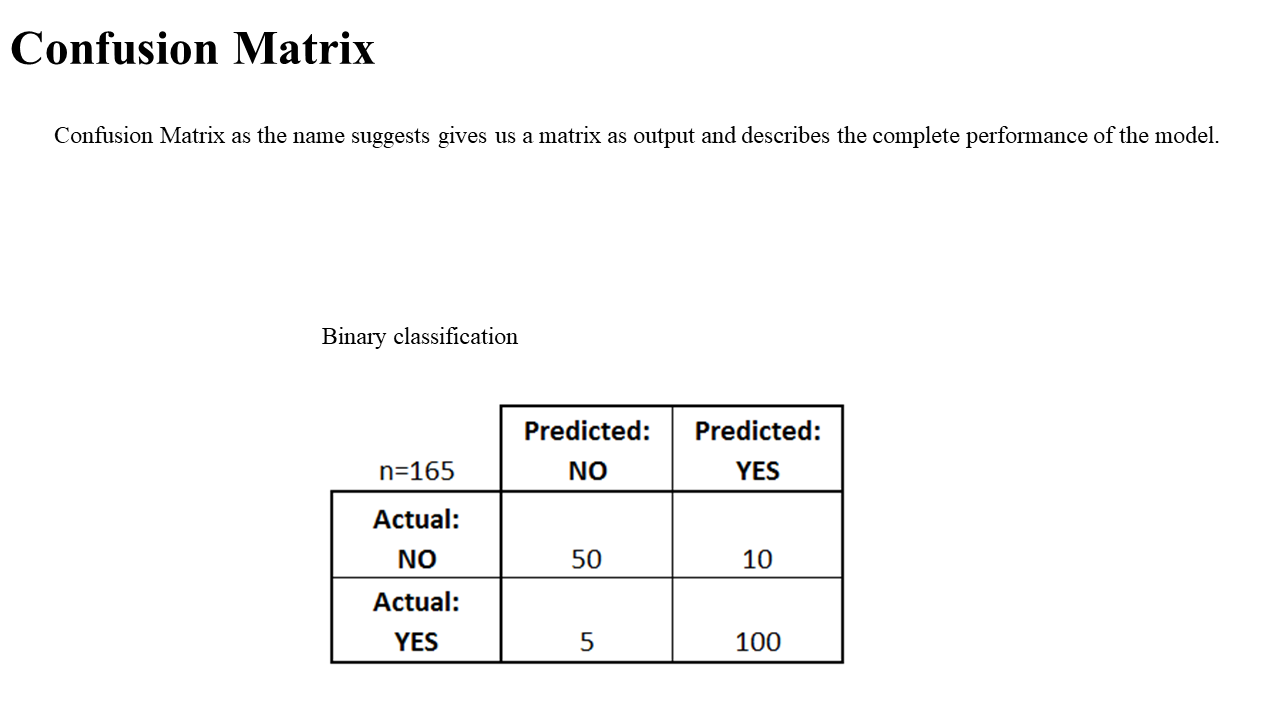 Confusion Matrix
Confusion Matrix as the name suggests gives us a matrix as output and describes the complete performance of the model.
Binary classification
Predicted: Predicted:
n=165 NO YES
Actual:
NO 50 10
Actual:
YES 5 100